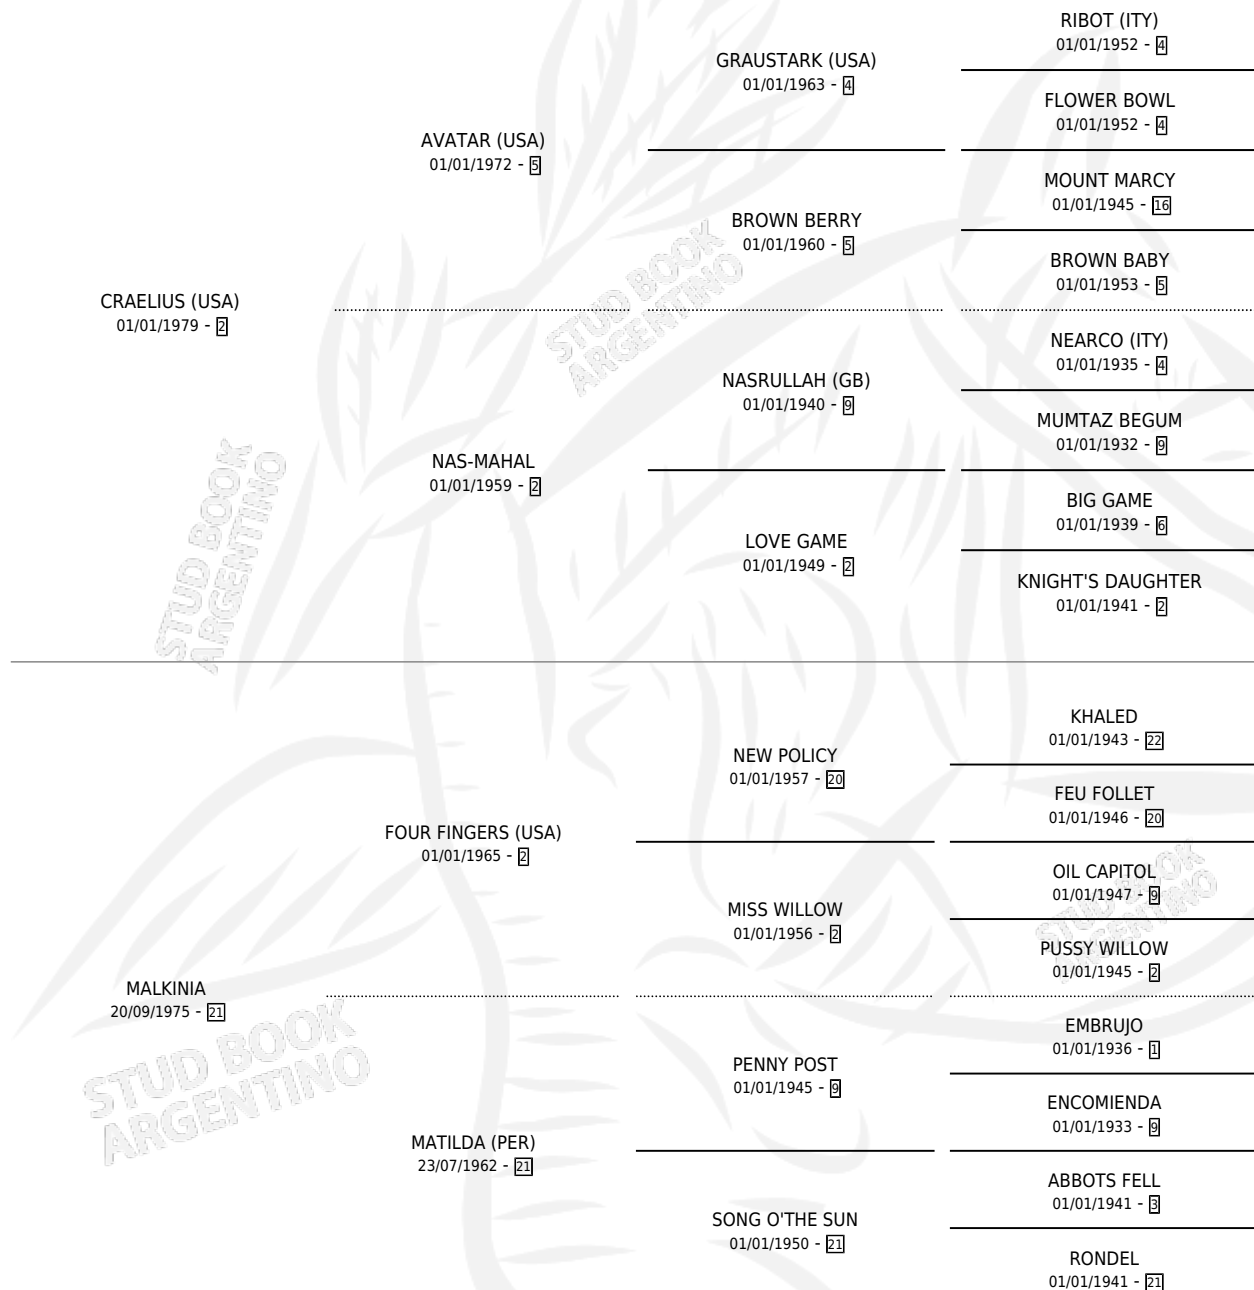 RIBOT (ITY)
01/01/1952 - 4
GRAUSTARK (USA)
01/01/1963 - 4
FLOWER BOWL
01/01/1952 - 4
AVATAR (USA)
01/01/1972 - 5
MOUNT MARCY
01/01/1945 - 16
BROWN BERRY
01/01/1960 - 5
BROWN BABY
01/01/1953 - 5
CRAELIUS (USA)
01/01/1979 - 2
NEARCO (ITY)
01/01/1935 - 4
NASRULLAH (GB)
01/01/1940 - 9
MUMTAZ BEGUM
01/01/1932 - 9
NAS-MAHAL
01/01/1959 - 2
BIG GAME
01/01/1939 - 6
LOVE GAME
01/01/1949 - 2
KNIGHT'S DAUGHTER
01/01/1941 - 2
KHALED
01/01/1943 - 22
NEW POLICY
01/01/1957 - 20
FEU FOLLET
01/01/1946 - 20
FOUR FINGERS (USA)
01/01/1965 - 2
OIL CAPITOL
01/01/1947 - 9
MISS WILLOW
01/01/1956 - 2
PUSSY WILLOW
01/01/1945 - 2
MALKINIA
20/09/1975 - 21
EMBRUJO
01/01/1936 - 1
PENNY POST
01/01/1945 - 9
ENCOMIENDA
01/01/1933 - 9
MATILDA (PER)
23/07/1962 - 21
ABBOTS FELL
01/01/1941 - 3
SONG O'THE SUN
01/01/1950 - 21
RONDEL
01/01/1941 - 21
STUD BOOK
ARGENTINO
STUD BOOK
ARGENTINO
STUD BOOK
ARGENTINO
STUD BOOK
ARGENTINO